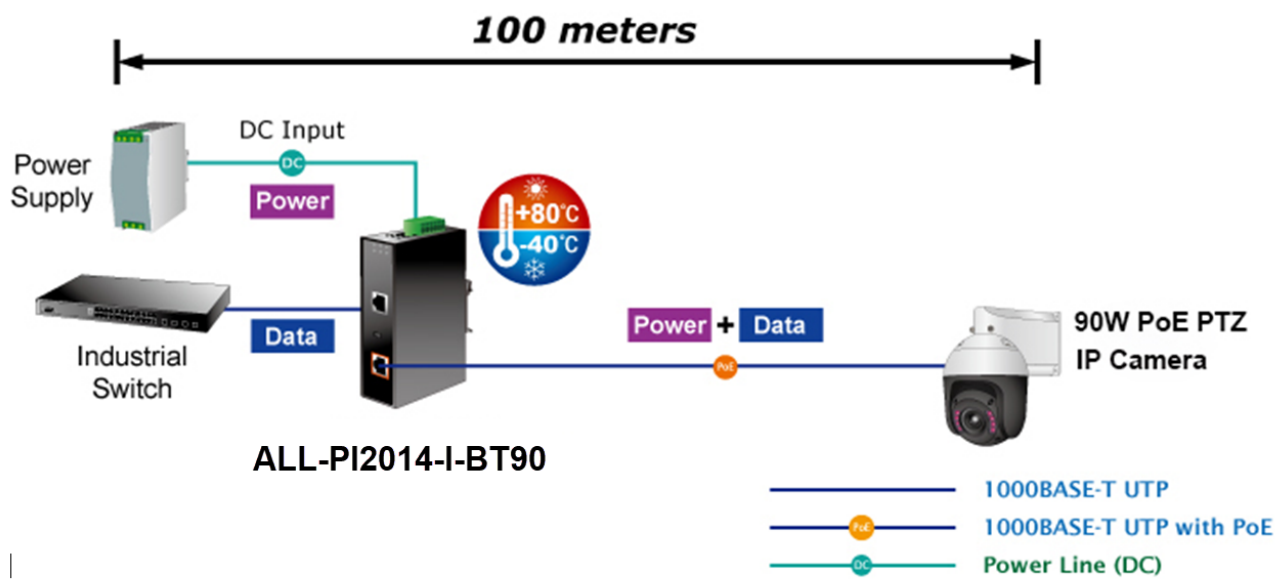 100 meters
DC Input
DC
Power
Supply
Power
+80°C
-40°C
Data
Industrial
Switch
Power + Data
PoE
90W PoE PTZ
IP Camera
ALL-PI2014-I-BT90
1000BASE-T UTP
PoE
1000BASE-T UTP with PoE
DC
Power Line (DC)